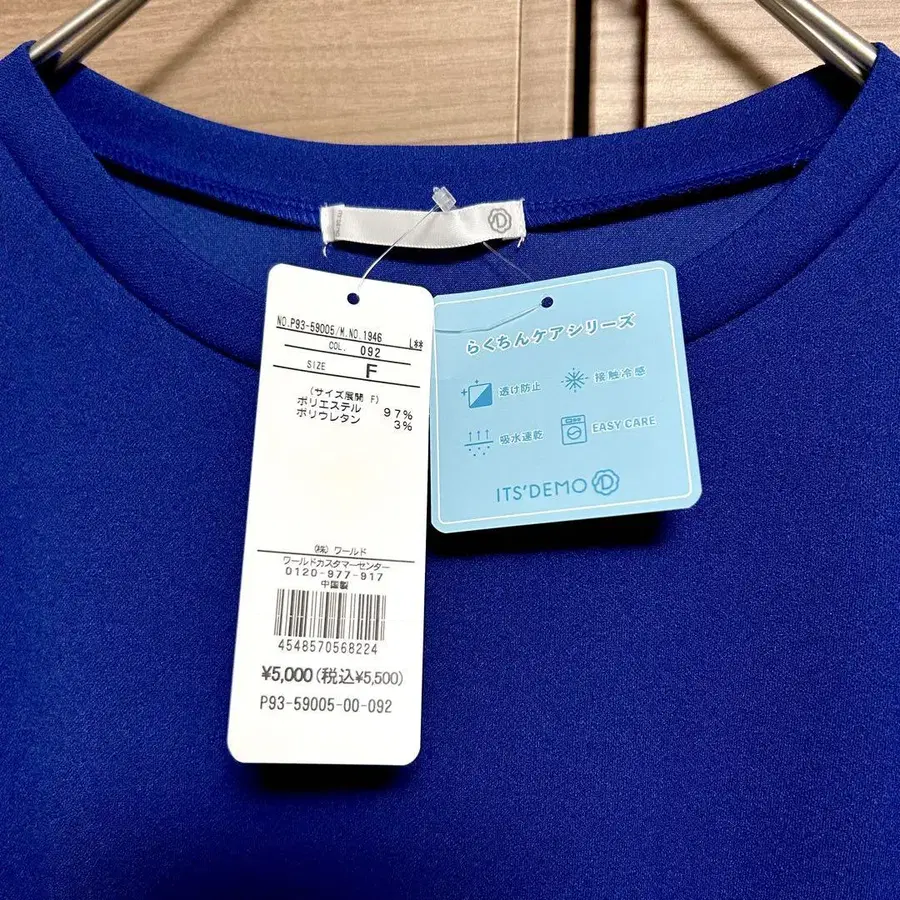 ITS'DEMO
NO.P93-59005/M.NO.1946 L**
COL. 092
SIZE F
(サイズ展開 F)
ポリエステル 97%
ポリウレタン 3%
(株)ワールド
ワールドカスタマーセンター
0120-977-917
中国製
4548570568224
¥5,000(税込¥5,500)
P93-59005-00-092
らくちんケアシリーズ
透け防止
接触冷感
吸水速乾
EASY CARE
ITS'DEMO